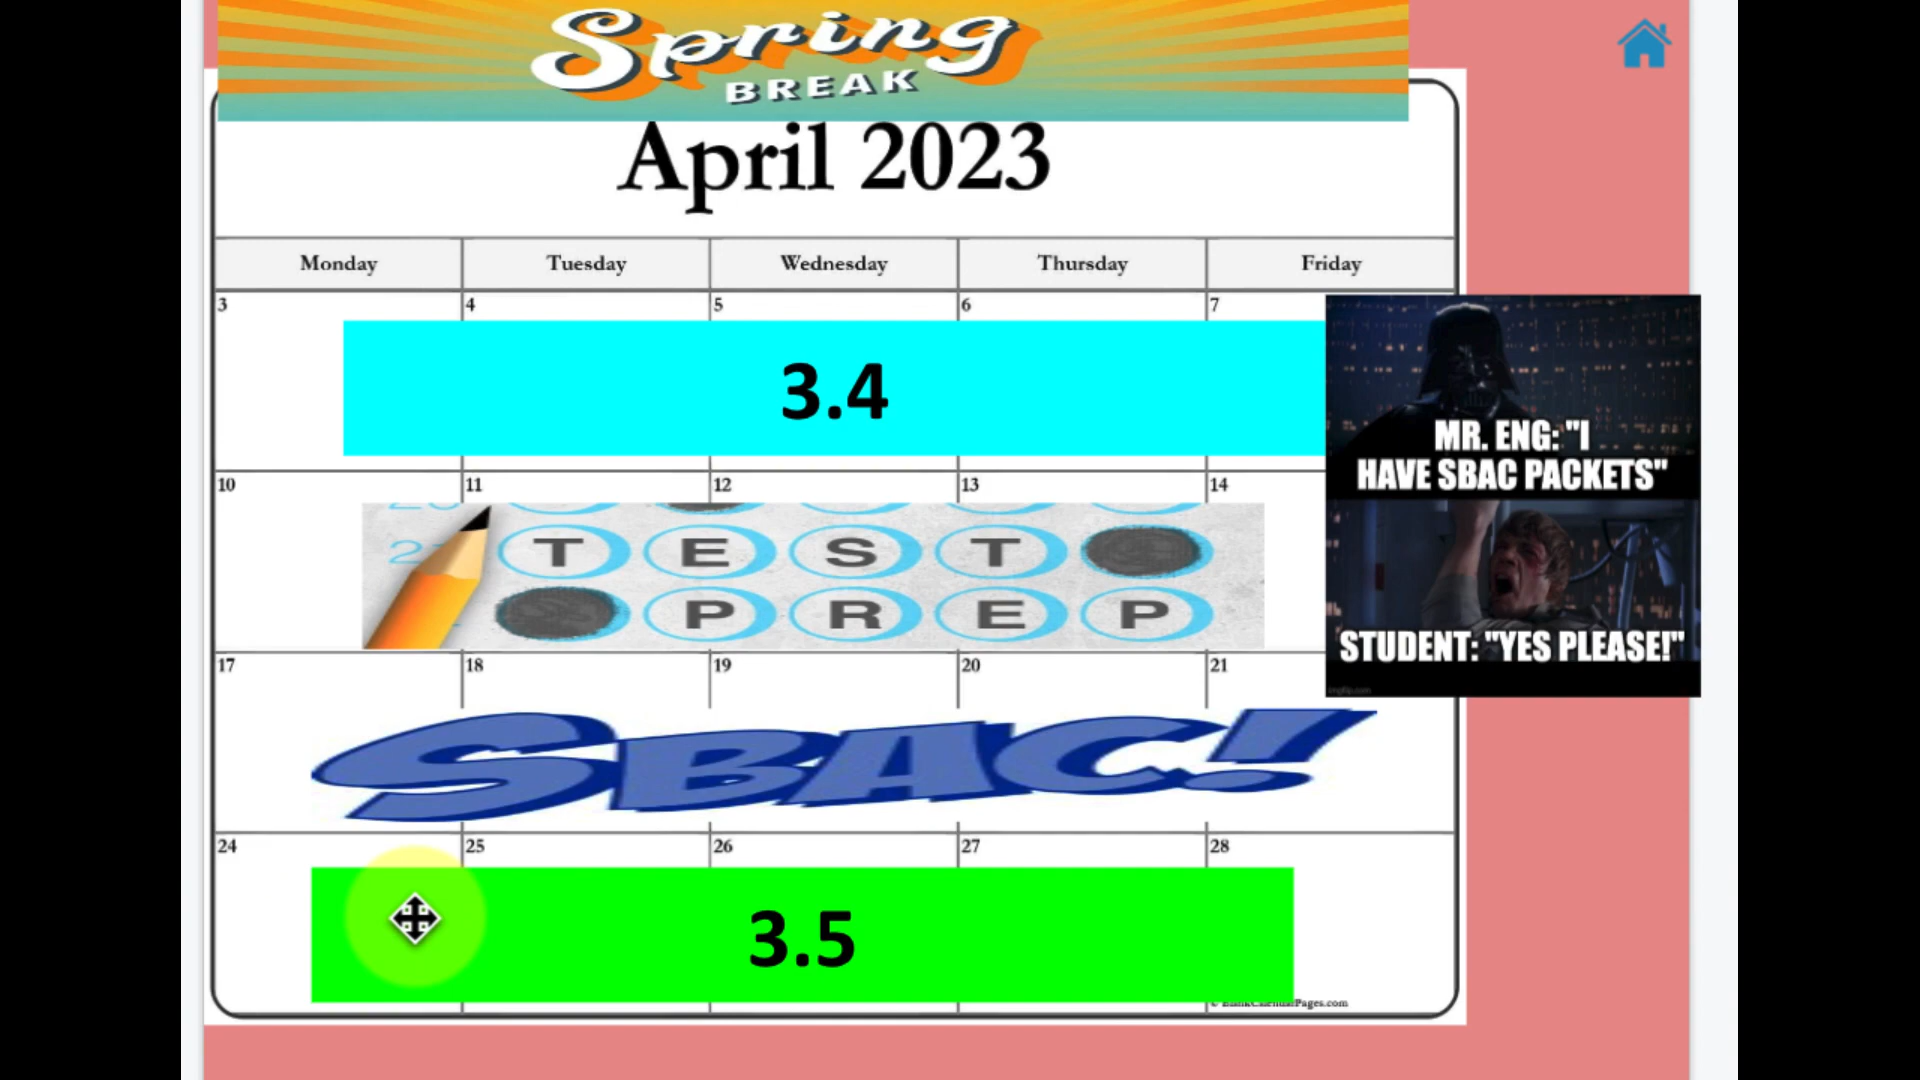 Spring
BREAK
April 2023
Monday Tuesday Wednesday Thursday Friday
3 4 5 6 7
3.4
MR. ENG: "I
HAVE SBAC PACKETS"
10 11 12 13 14
T E S T
P R E P
STUDENT: "YES PLEASE!"
imgflip.com
17 18 19 20 21
SBAC!
24 25 26 27 28
3.5